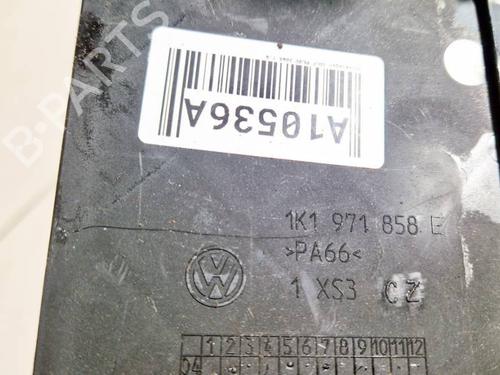 A10536A
1K1 971 858 E
>PA66<
1 XS3 CZ
1 2 3 4 5 6 7 8 9 10 11 12
04
B-PARTS